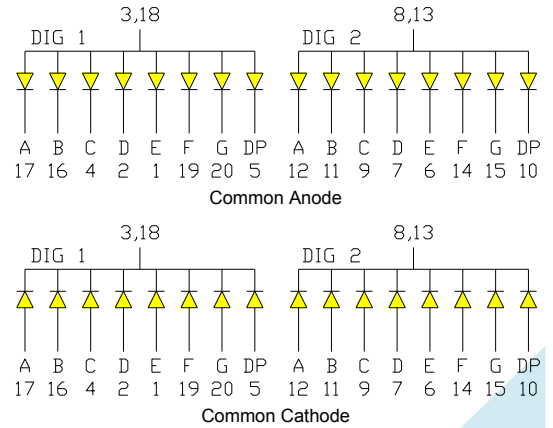 3,18 8,13
DIG 1 DIG 2
A B C D E F G DP A B C D E F G DP
17 16 4 2 1 19 20 5 12 11 9 7 6 14 15 10
Common Anode
3,18 8,13
DIG 1 DIG 2
A B C D E F G DP A B C D E F G DP
17 16 4 2 1 19 20 5 12 11 9 7 6 14 15 10
Common Cathode